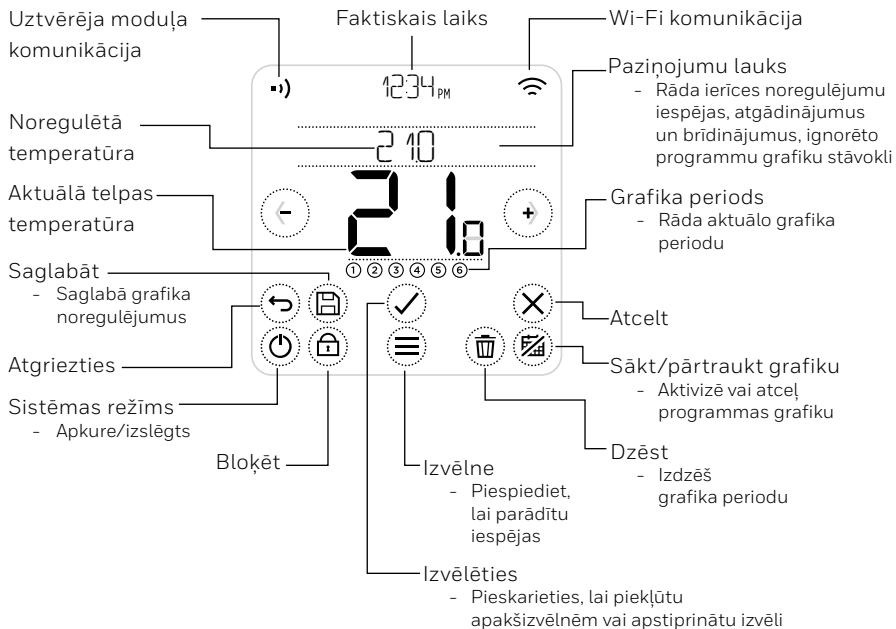 Uztvērēja moduļa
komunikācija
Faktiskais laiks
Wi-Fi komunikācija
12:34 PM
Paziņojumu lauks
- Rāda ierīces noregulējumu
iespējas, atgādinājumus
un brīdinājumus, ignorēto
programmu grafiku stāvokli
Noregulētā
temperatūra
21.0
Aktuālā telpas
temperatūra
-
21.0
+
Grafika periods
- Rāda aktuālo grafika
periodu
1 2 3 4 5 6
Saglabāt
- Saglabā grafika
noregulējumus
Atcelt
Atgriezties
Sākt/pārtraukt grafiku
- Aktivizē vai atceļ
programmas grafiku
Sistēmas režīms
- Apkure/izslēgts
Bloķēt
Dzēst
- Izdzēš
grafika periodu
Izvēlne
- Piespiediet,
lai parādītu
iespējas
Izvēlēties
- Pieskarieties, lai piekļūtu
apakšizvēlnēm vai apstiprinātu izvēli